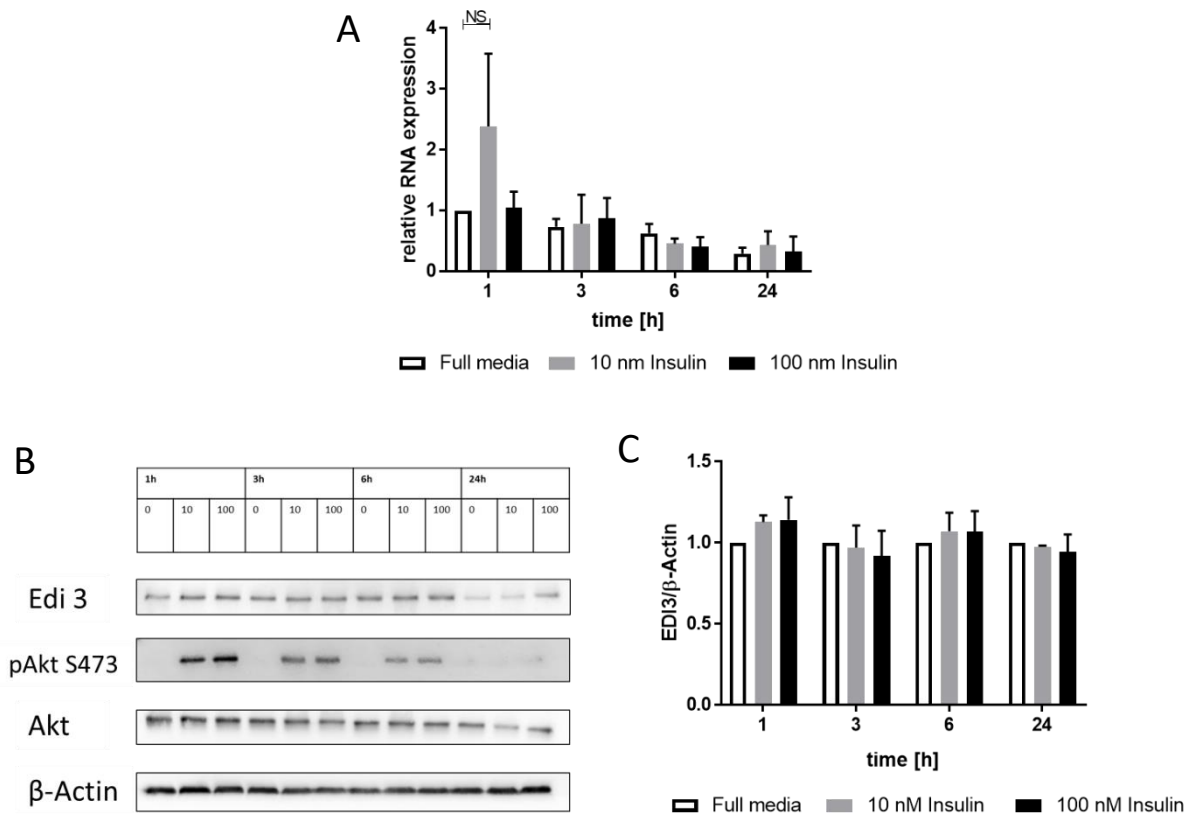 A
NS
4
3
2
1
0
relative RNA expression
1 3 6 24
time [h]
Full media 10 nm Insulin 100 nm Insulin
B
1h 3h 6h 24h
0 10 100 0 10 100 0 10 100 0 10 100
Edi 3
pAkt S473
Akt
β-Actin
C
1.5
1.0
0.5
0.0
EDI3/β-Actin
1 3 6 24
time [h]
Full media 10 nM Insulin 100 nM Insulin